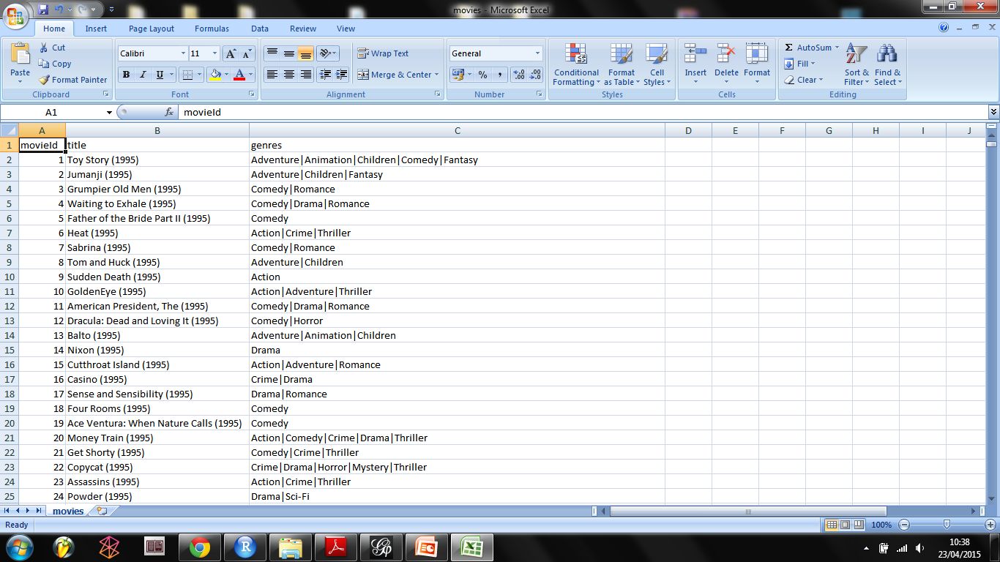 movies - Microsoft Excel
Home Insert Page Layout Formulas Data Review View
Paste
Cut
Copy
Format Painter
Clipboard
Calibri 11
B I U
Font
Wrap Text
Merge & Center
Alignment
General
% ,
Number
Conditional Formatting
Format as Table
Cell Styles
Styles
Insert Delete Format
Cells
Σ AutoSum
Fill
Clear
Sort & Filter
Find & Select
Editing
A1 fx movieId
A B C D E F G H I J
1 movieId title genres
2 1 Toy Story (1995) Adventure|Animation|Children|Comedy|Fantasy
3 2 Jumanji (1995) Adventure|Children|Fantasy
4 3 Grumpier Old Men (1995) Comedy|Romance
5 4 Waiting to Exhale (1995) Comedy|Drama|Romance
6 5 Father of the Bride Part II (1995) Comedy
7 6 Heat (1995) Action|Crime|Thriller
8 7 Sabrina (1995) Comedy|Romance
9 8 Tom and Huck (1995) Adventure|Children
10 9 Sudden Death (1995) Action
11 10 GoldenEye (1995) Action|Adventure|Thriller
12 11 American President, The (1995) Comedy|Drama|Romance
13 12 Dracula: Dead and Loving It (1995) Comedy|Horror
14 13 Balto (1995) Adventure|Animation|Children
15 14 Nixon (1995) Drama
16 15 Cutthroat Island (1995) Action|Adventure|Romance
17 16 Casino (1995) Crime|Drama
18 17 Sense and Sensibility (1995) Drama|Romance
19 18 Four Rooms (1995) Comedy
20 19 Ace Ventura: When Nature Calls (1995) Comedy
21 20 Money Train (1995) Action|Comedy|Crime|Drama|Thriller
22 21 Get Shorty (1995) Comedy|Crime|Thriller
23 22 Copycat (1995) Crime|Drama|Horror|Mystery|Thriller
24 23 Assassins (1995) Action|Crime|Thriller
25 24 Powder (1995) Drama|Sci-Fi
movies
Ready 100%
10:38
23/04/2015